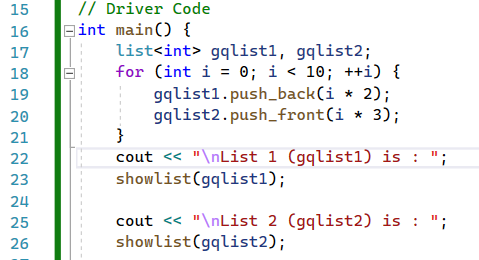 15 // Driver Code
16 int main() {
17     list<int> gqlist1, gqlist2;
18     for (int i = 0; i < 10; ++i) {
19         gqlist1.push_back(i * 2);
20         gqlist2.push_front(i * 3);
21     }
22     cout << "\nList 1 (gqlist1) is : ";
23     showlist(gqlist1);
24
25     cout << "\nList 2 (gqlist2) is : ";
26     showlist(gqlist2);